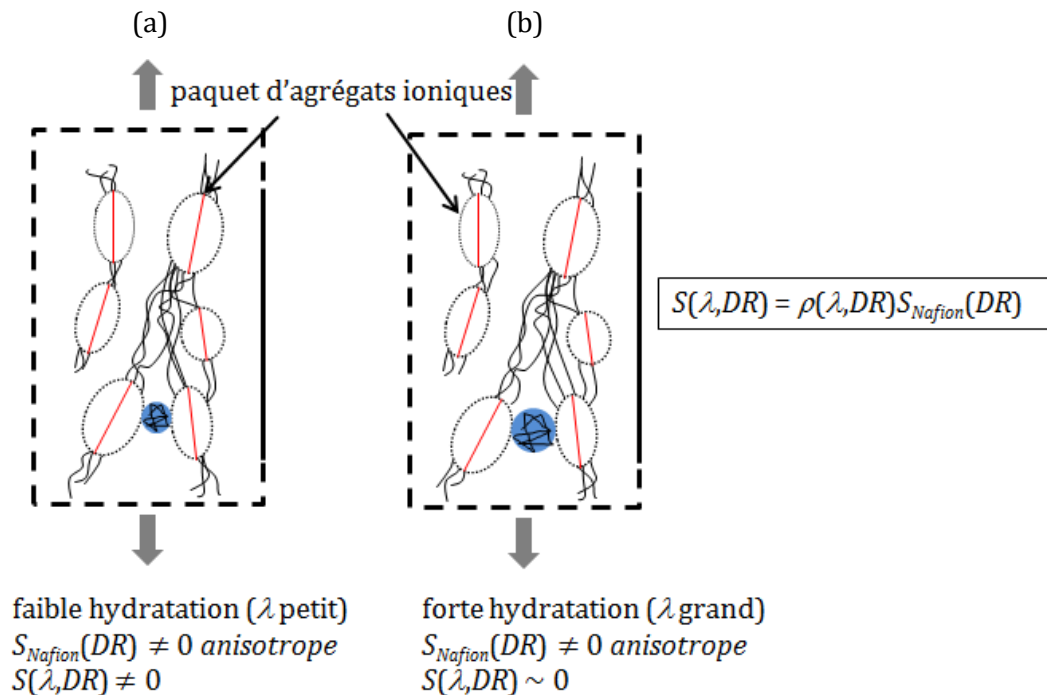 (a)
(b)
paquet d'agrégats ioniques
S(λ,DR) = ρ(λ,DR)S_Nafion(DR)
faible hydratation (λ petit)
S_Nafion(DR) ≠ 0 anisotrope
S(λ,DR) ≠ 0
forte hydratation (λ grand)
S_Nafion(DR) ≠ 0 anisotrope
S(λ,DR) ~ 0